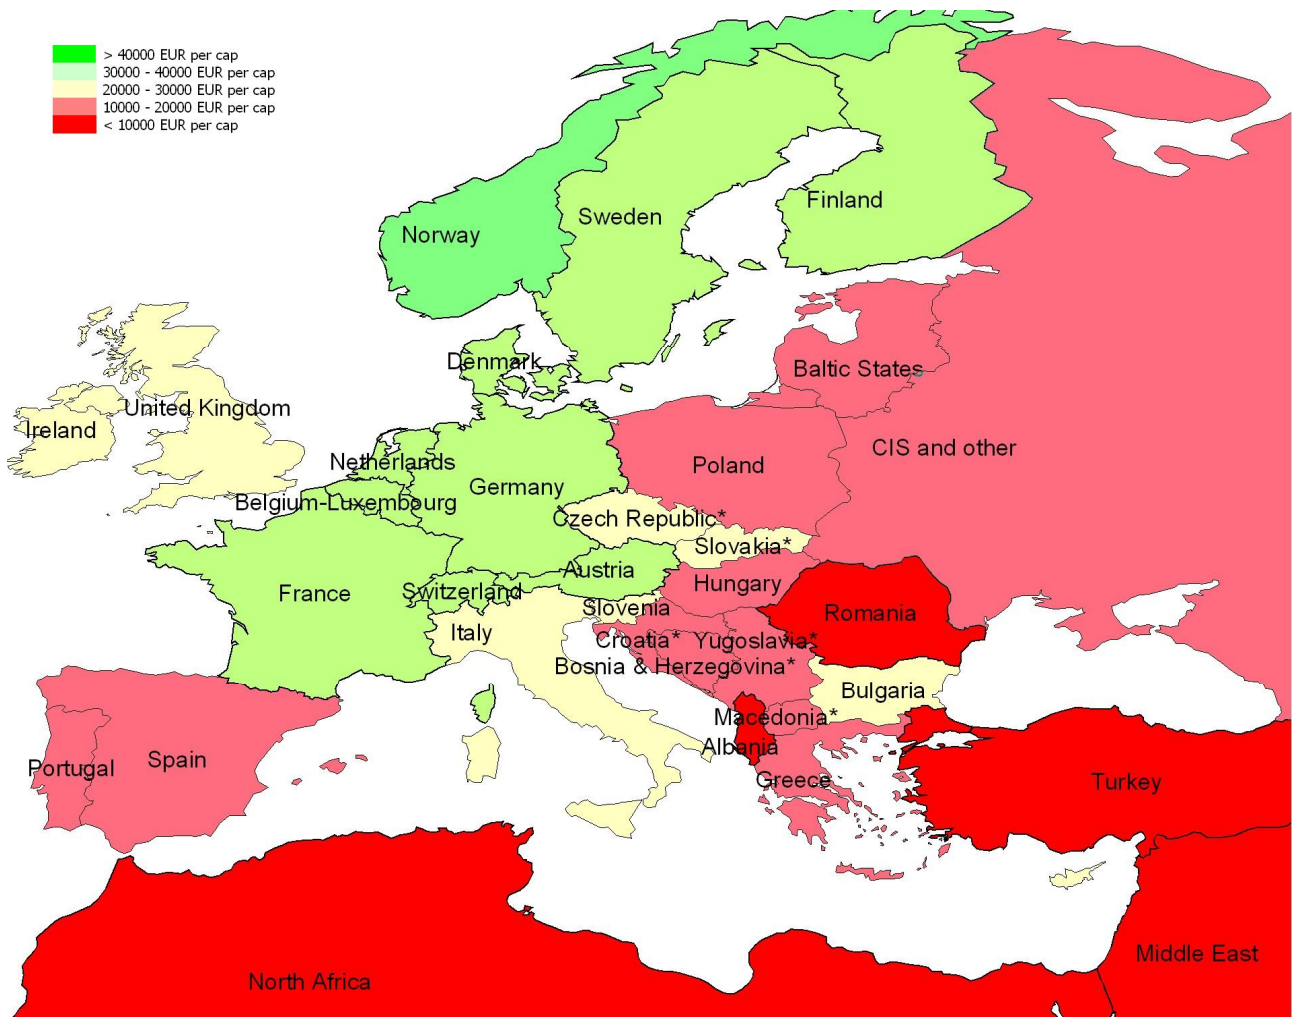 > 40000 EUR per cap
30000 - 40000 EUR per cap
20000 - 30000 EUR per cap
10000 - 20000 EUR per cap
< 10000 EUR per cap
Finland
Sweden
Norway
Denmark
Baltic States
United Kingdom
Ireland
CIS and other
Netherlands
Poland
Germany
Belgium-Luxembourg
Czech Republic*
Slovakia*
Austria
Hungary
France
Switzerland
Slovenia
Romania
Italy
Croatia*
Yugoslavia*
Bosnia & Herzegovina*
Bulgaria
Macedonia*
Albania
Spain
Portugal
Greece
Turkey
Middle East
North Africa